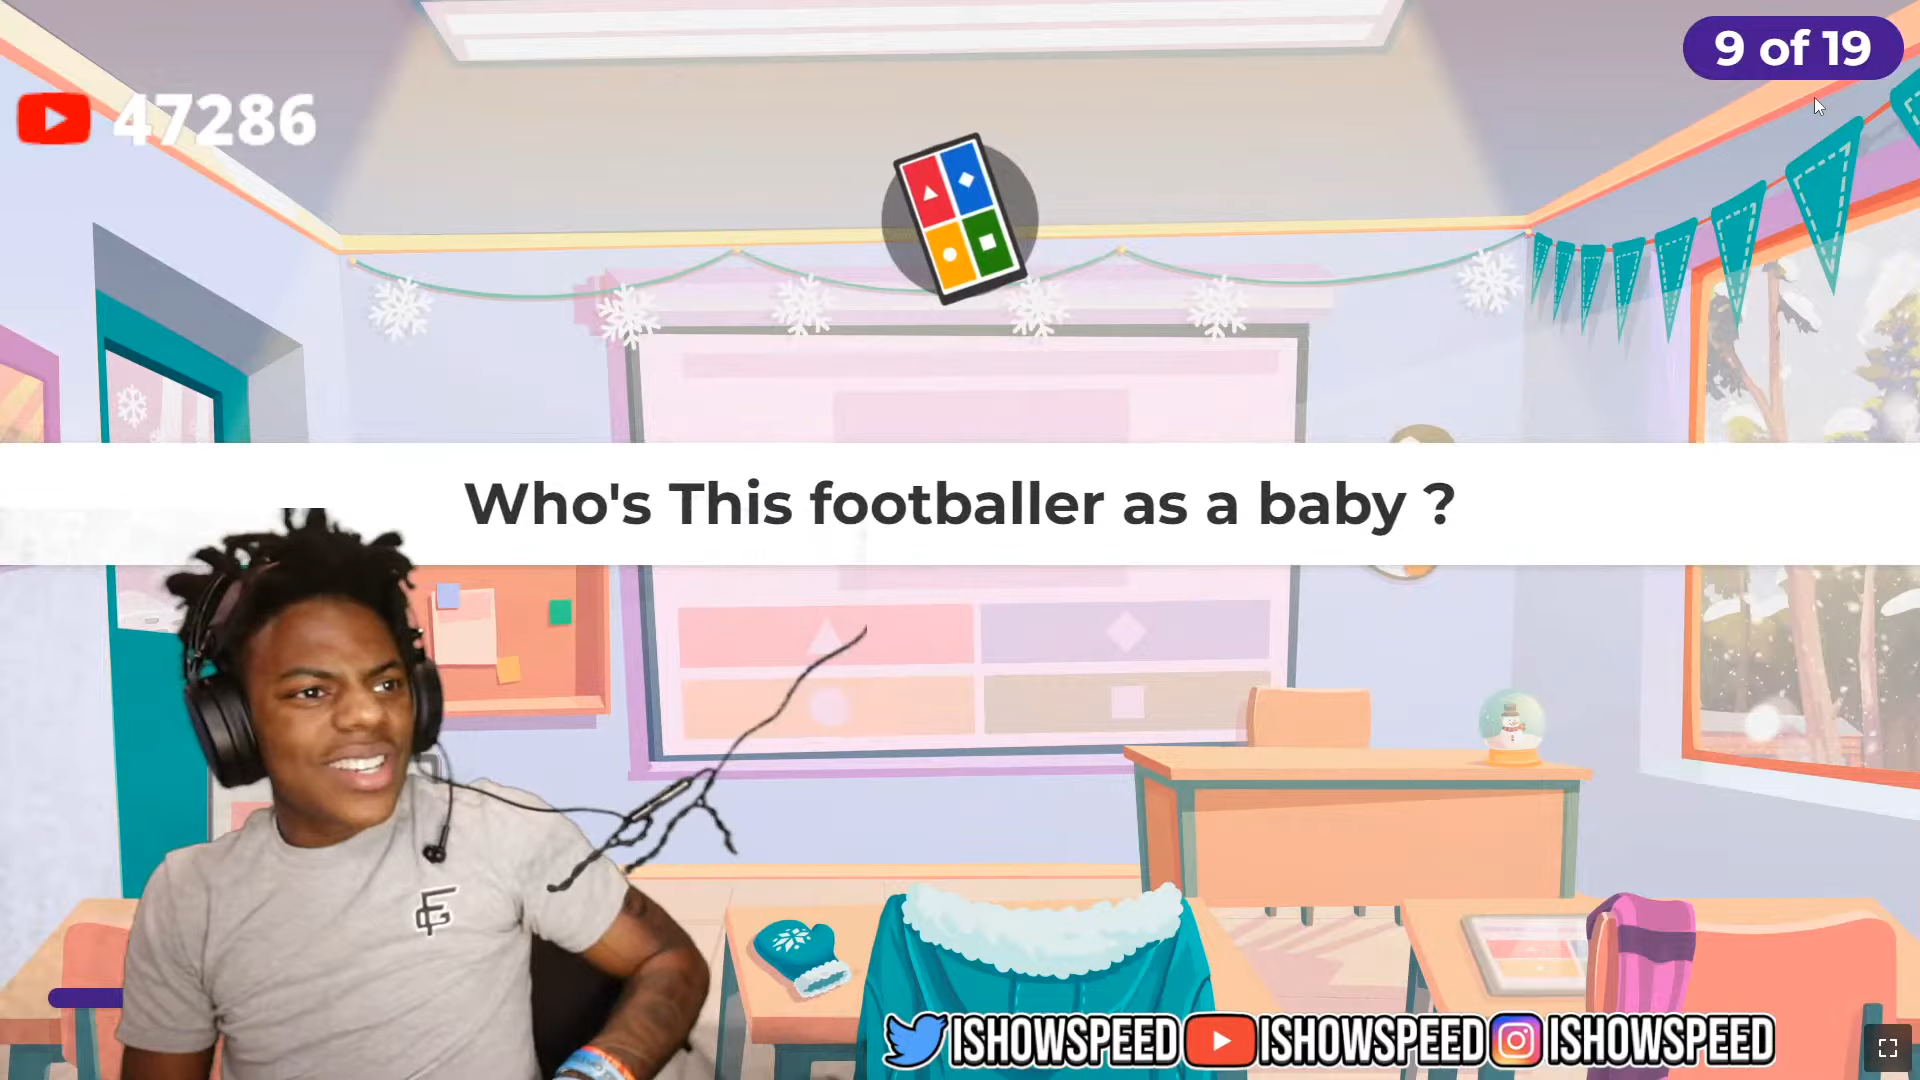 9 of 19
47286
Who's This footballer as a baby ?
ISHOWSPEED ISHOWSPEED ISHOWSPEED